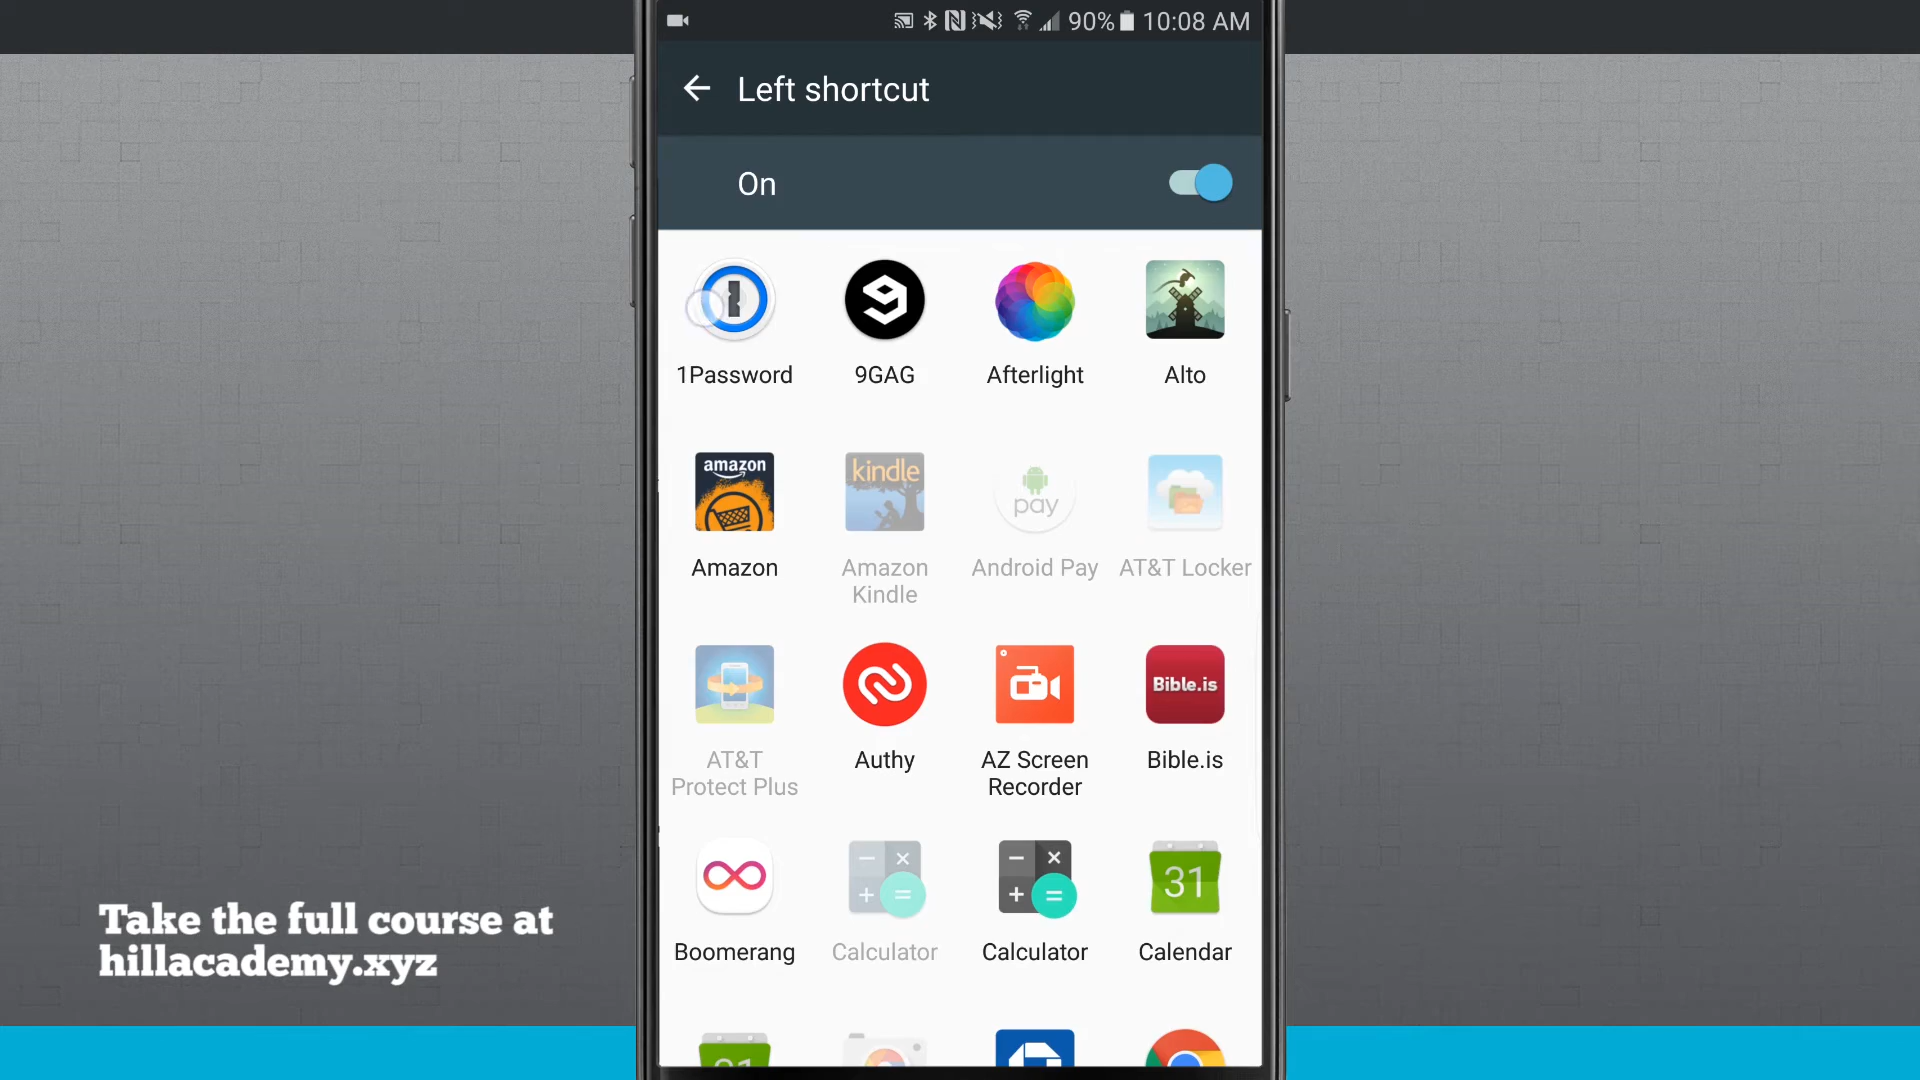 90% 10:08 AM
Left shortcut
On
1Password 9GAG Afterlight Alto
amazon kindle pay
Amazon Amazon Kindle Android Pay AT&T Locker
Bible.is
AT&T Protect Plus Authy AZ Screen Recorder Bible.is
31
Boomerang Calculator Calculator Calendar
Take the full course at
hillacademy.xyz